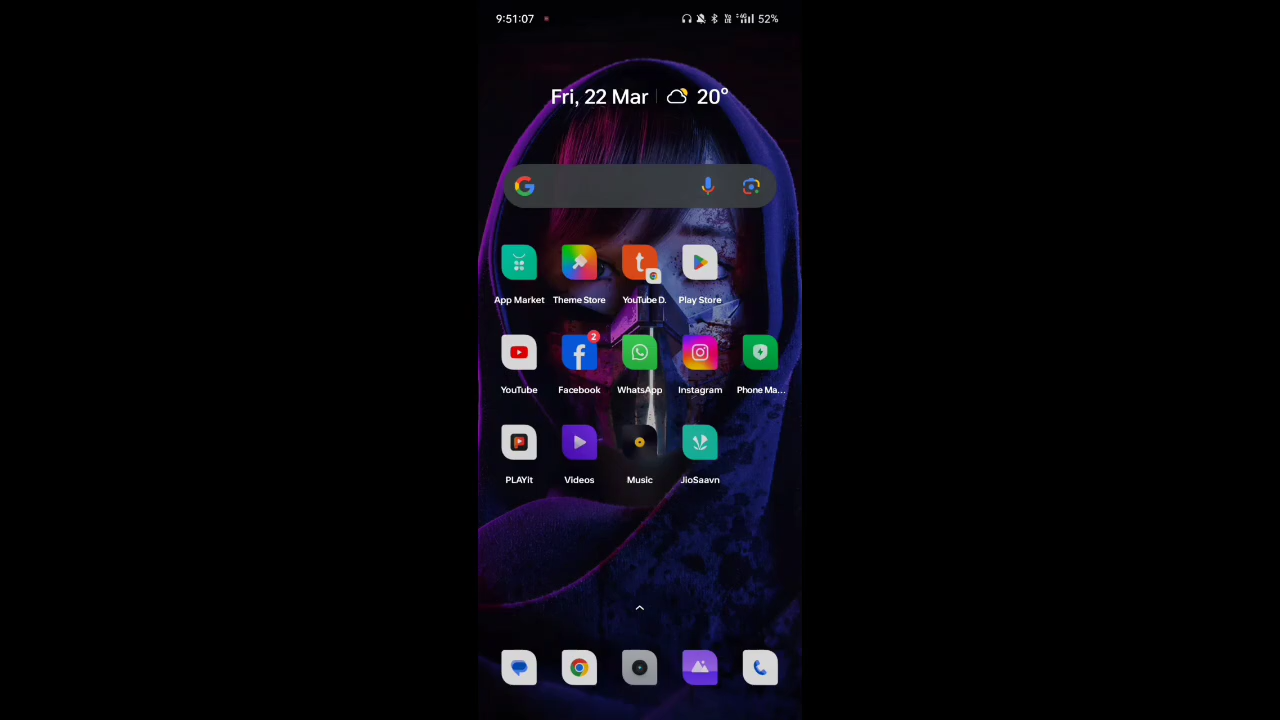 9:51:07 52%
Fri, 22 Mar 20°
App Market Theme Store YouTube D. Play Store
2
YouTube Facebook WhatsApp Instagram Phone Ma...
PLAYit Videos Music JioSaavn